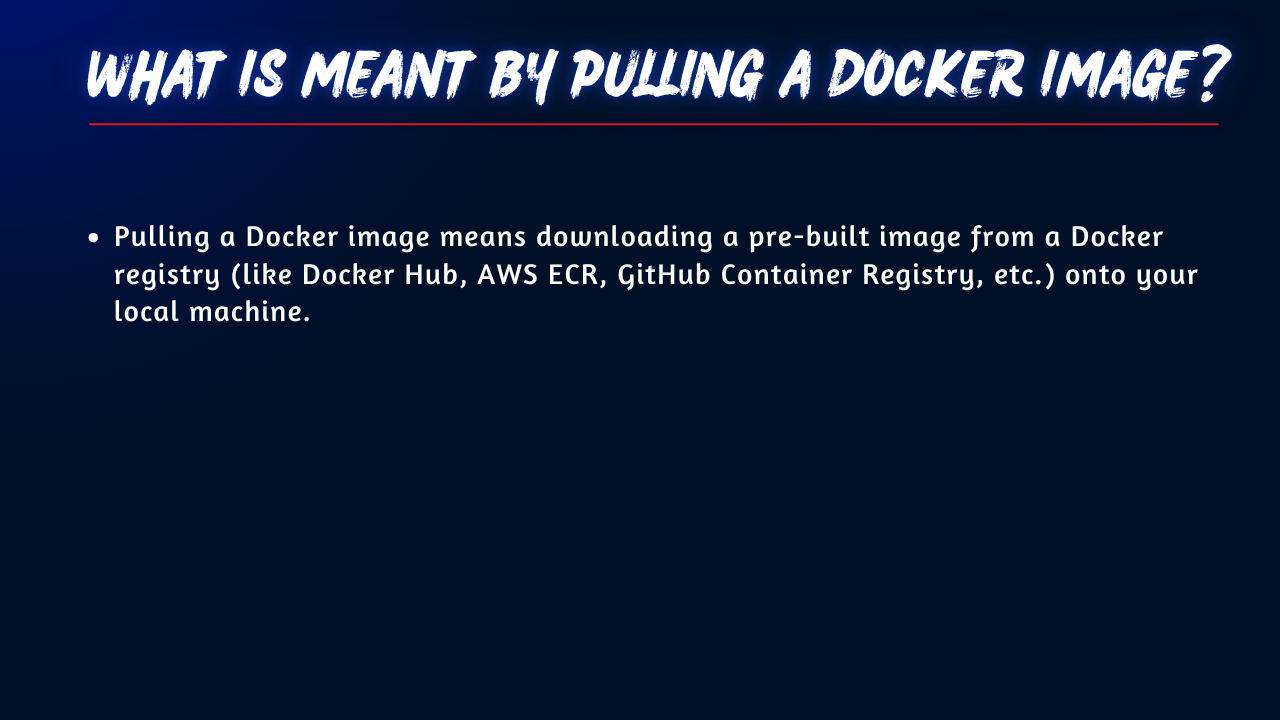 WHAT IS MEANT BY PULLING A DOCKER IMAGE?
• Pulling a Docker image means downloading a pre-built image from a Docker
registry (like Docker Hub, AWS ECR, GitHub Container Registry, etc.) onto your
local machine.